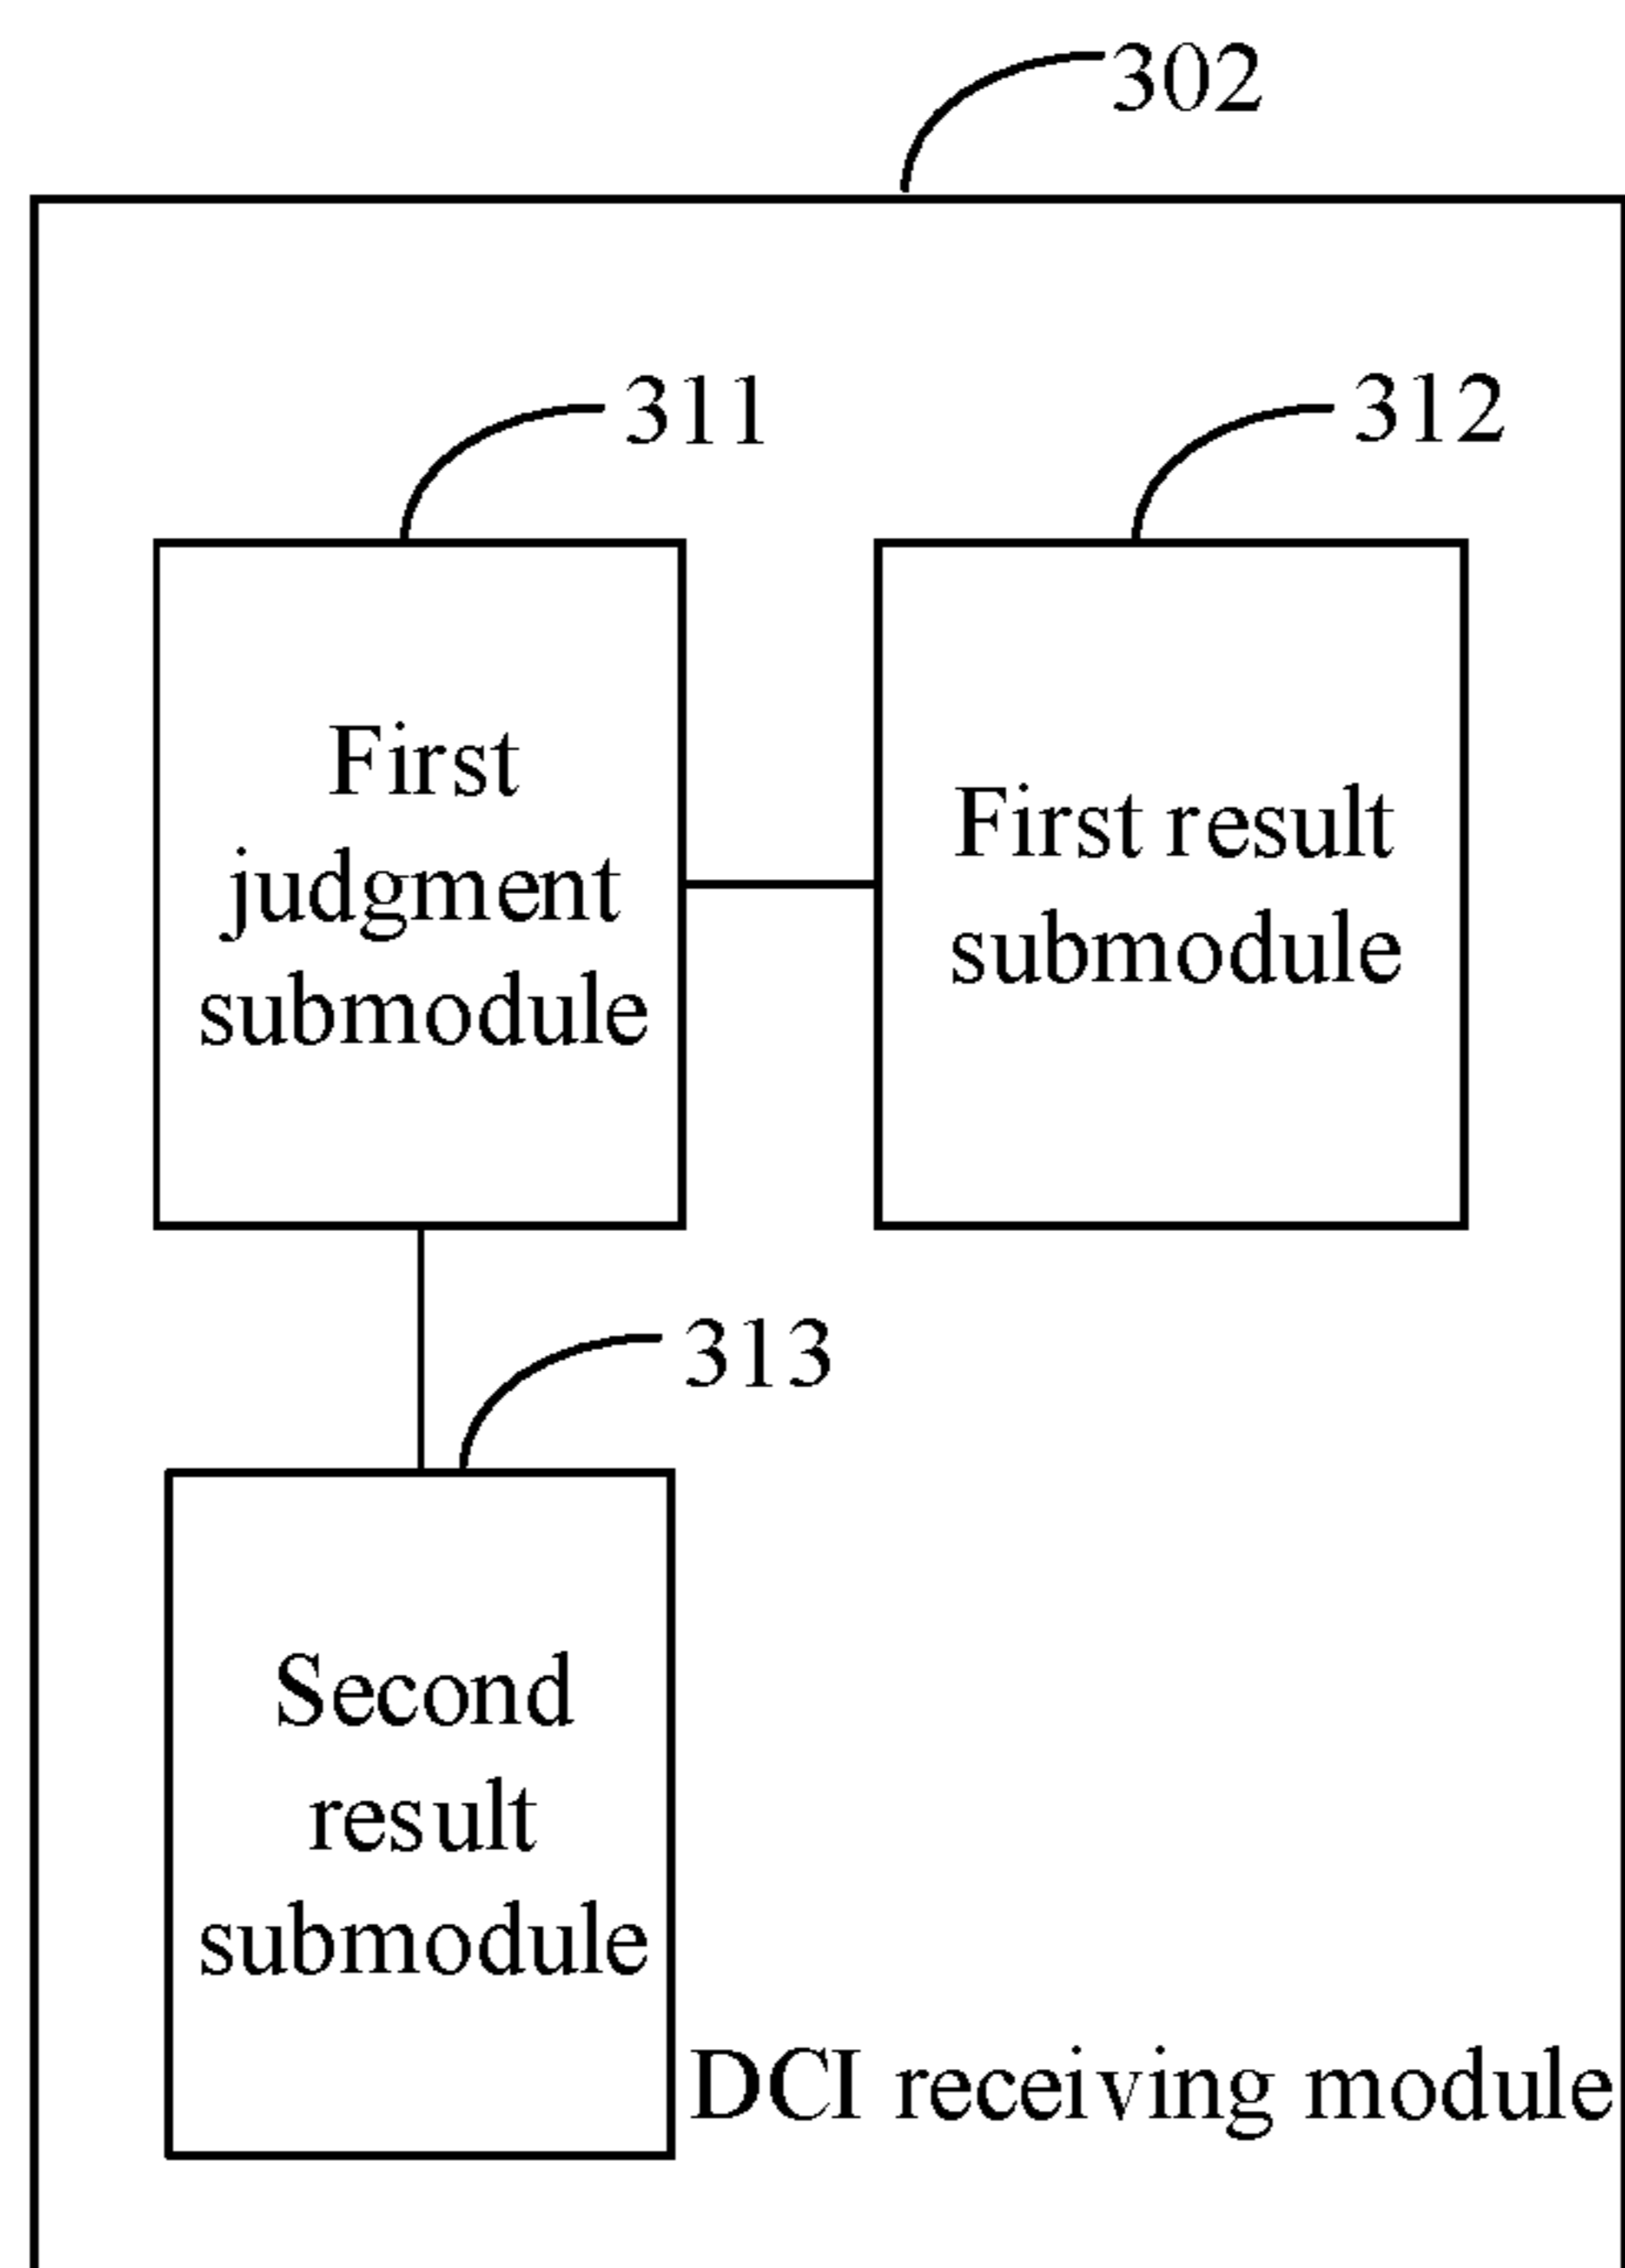 302
311
312
First
judgment
submodule
First result
submodule
313
Second
result
submodule
DCI receiving module